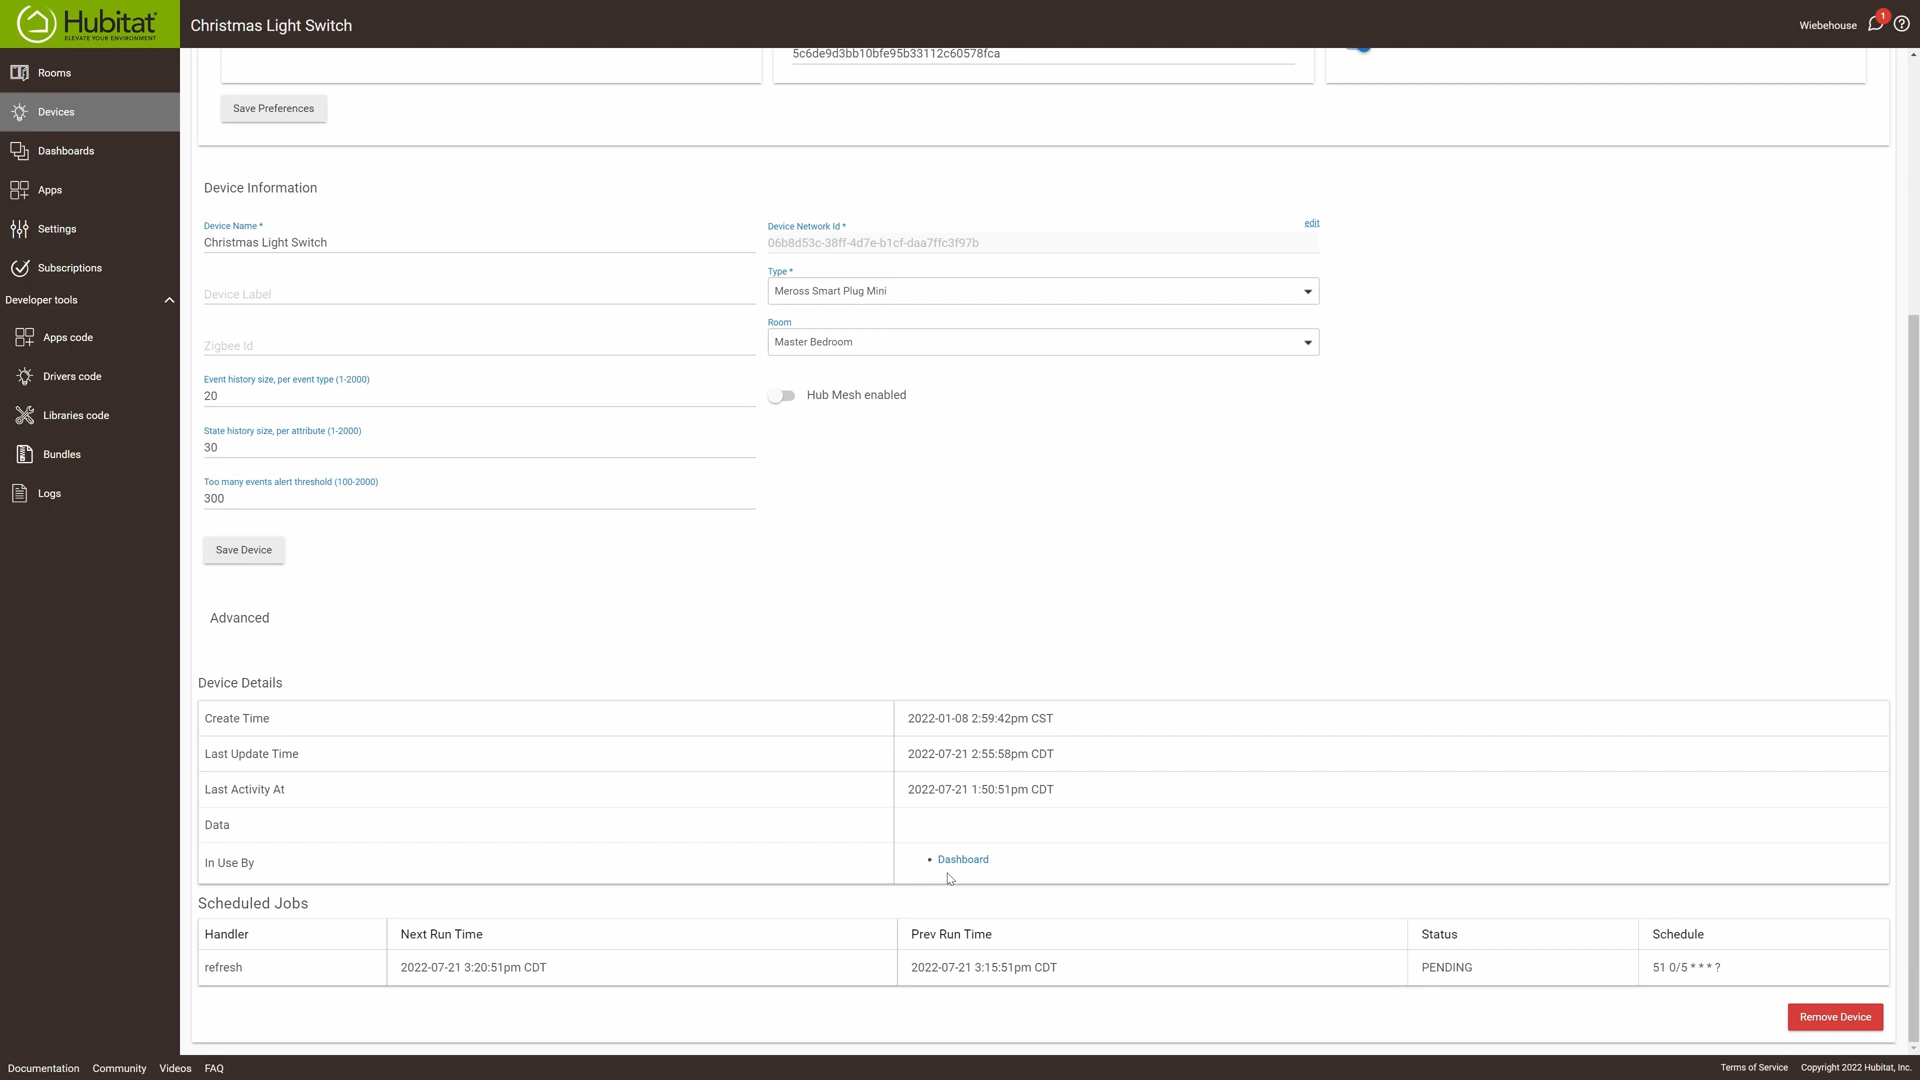 Hubitat
ELEVATE YOUR ENVIRONMENT
Christmas Light Switch
Wiebehouse
1
Rooms
Devices
Dashboards
Apps
Settings
Subscriptions
Developer tools
Apps code
Drivers code
Libraries code
Bundles
Logs
5c6de9d3bb10bfe95b33112c60578fca
Save Preferences
Device Information
Device Name *
Christmas Light Switch
Device Network Id *
edit
06b8d53c-38ff-4d7e-b1cf-daa7ffc3f97b
Type *
Meross Smart Plug Mini
Device Label
Room
Master Bedroom
Zigbee Id
Event history size, per event type (1-2000)
20
Hub Mesh enabled
State history size, per attribute (1-2000)
30
Too many events alert threshold (100-2000)
300
Save Device
Advanced
Device Details
Create Time 2022-01-08 2:59:42pm CST
Last Update Time 2022-07-21 2:55:58pm CDT
Last Activity At 2022-07-21 1:50:51pm CDT
Data
In Use By Dashboard
Scheduled Jobs
Handler Next Run Time Prev Run Time Status Schedule
refresh 2022-07-21 3:20:51pm CDT 2022-07-21 3:15:51pm CDT PENDING 51 0/5 * * * ?
Remove Device
Documentation Community Videos FAQ
Terms of Service Copyright 2022 Hubitat, Inc.